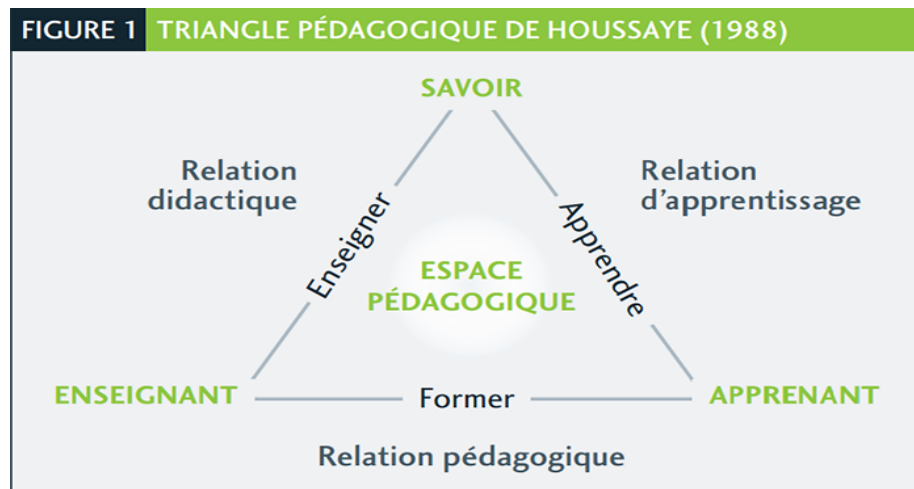 FIGURE 1 TRIANGLE PÉDAGOGIQUE DE HOUSSAYE (1988)
SAVOIR
Relation
didactique
Relation
d'apprentissage
Enseigner
Apprendre
ESPACE
PÉDAGOGIQUE
ENSEIGNANT
Former
APPRENANT
Relation pédagogique